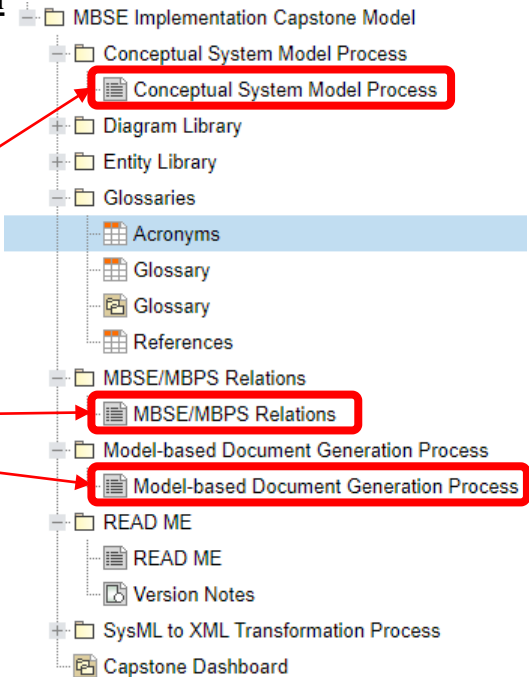 MBSE Implementation Capstone Model
Conceptual System Model Process
Conceptual System Model Process
Diagram Library
Entity Library
Glossaries
Acronyms
Glossary
Glossary
References
MBSE/MBPS Relations
MBSE/MBPS Relations
Model-based Document Generation Process
Model-based Document Generation Process
READ ME
READ ME
Version Notes
SysML to XML Transformation Process
Capstone Dashboard